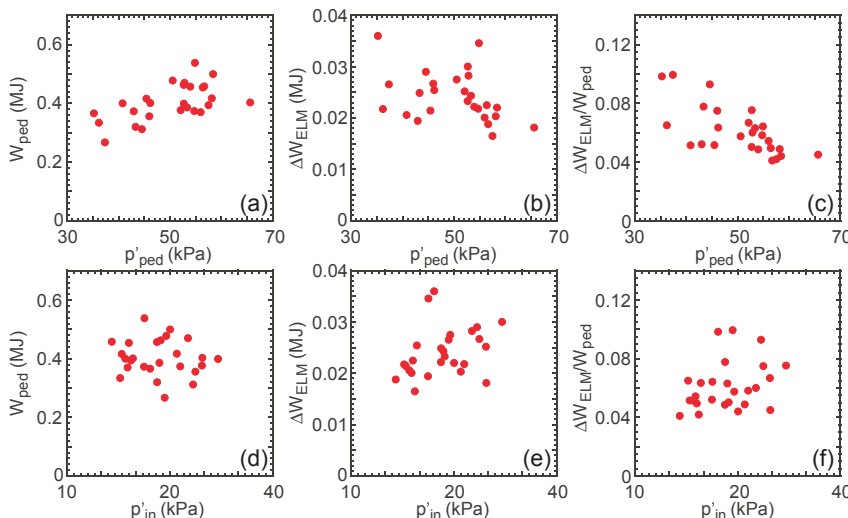 0.6
0.4
0.2
0
W_ped (MJ)
(a)
30 50 70
p'_ped (kPa)
0.04
0.03
0.02
0.01
0
ΔW_ELM (MJ)
(b)
30 50 70
p'_ped (kPa)
0.12
0.08
0.04
0
ΔW_ELM/W_ped
(c)
30 50 70
p'_ped (kPa)
0.6
0.4
0.2
0
W_ped (MJ)
(d)
10 20 40
p'_in (kPa)
0.04
0.03
0.02
0.01
0
ΔW_ELM (MJ)
(e)
10 20 40
p'_in (kPa)
0.12
0.08
0.04
0
ΔW_ELM/W_ped
(f)
10 20 40
p'_in (kPa)